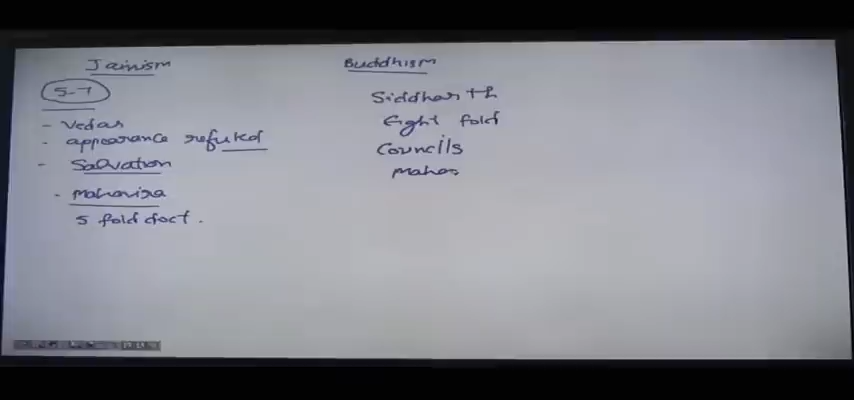 Jainism
5-7
- Vedas
- appearance refuted
- Salvation
- Mahavira
5 fold doct.
Buddhism
Siddharth
Eight fold
Councils
Mahas